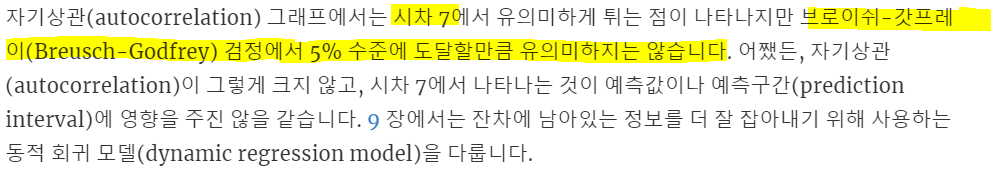 자기상관(autocorrelation) 그래프에서는 시차 7에서 유의미하게 튀는 점이 나타나지만 브로이쉬-갓프레
이(Breusch-Godfrey) 검정에서 5% 수준에 도달할만큼 유의미하지는 않습니다. 어쨌든, 자기상관
(autocorrelation)이 그렇게 크지 않고, 시차 7에서 나타나는 것이 예측값이나 예측구간(prediction
interval)에 영향을 주진 않을 같습니다. 9 장에서는 잔차에 남아있는 정보를 더 잘 잡아내기 위해 사용하는
동적 회귀 모델(dynamic regression model)을 다룹니다.